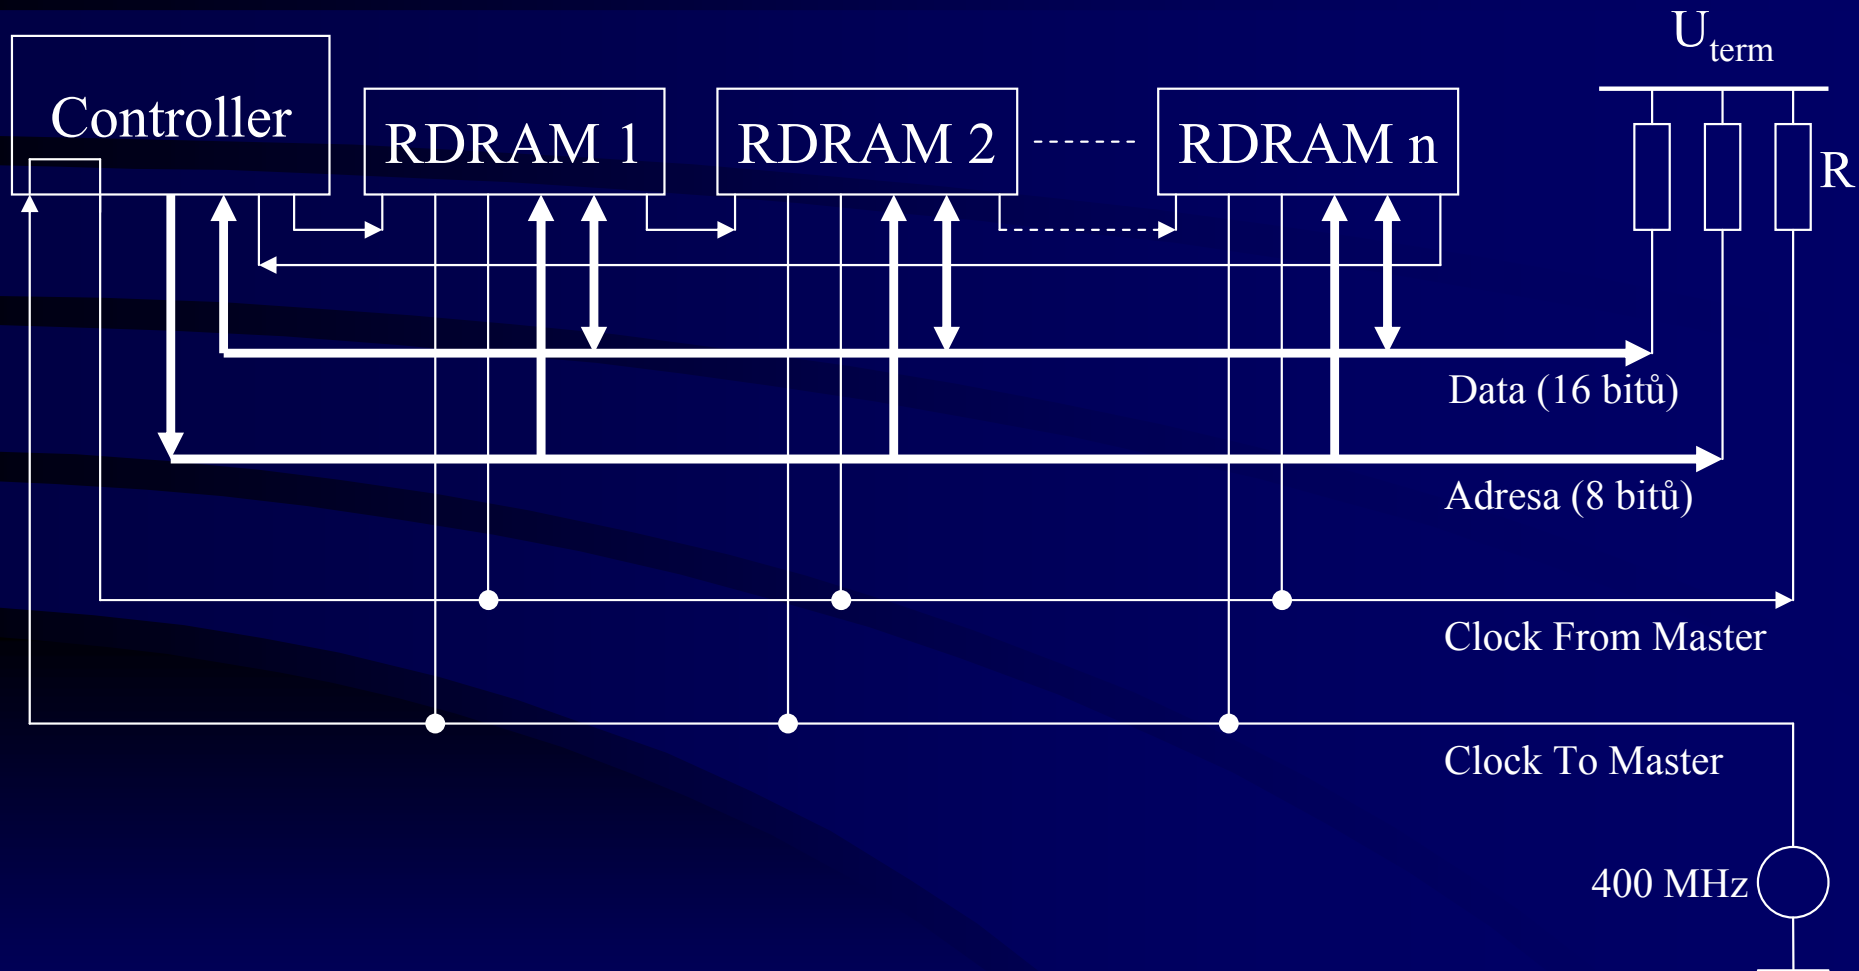 U term
Controller
RDRAM 1
RDRAM 2
RDRAM n
R
Data (16 bitů)
Adresa (8 bitů)
Clock From Master
Clock To Master
400 MHz